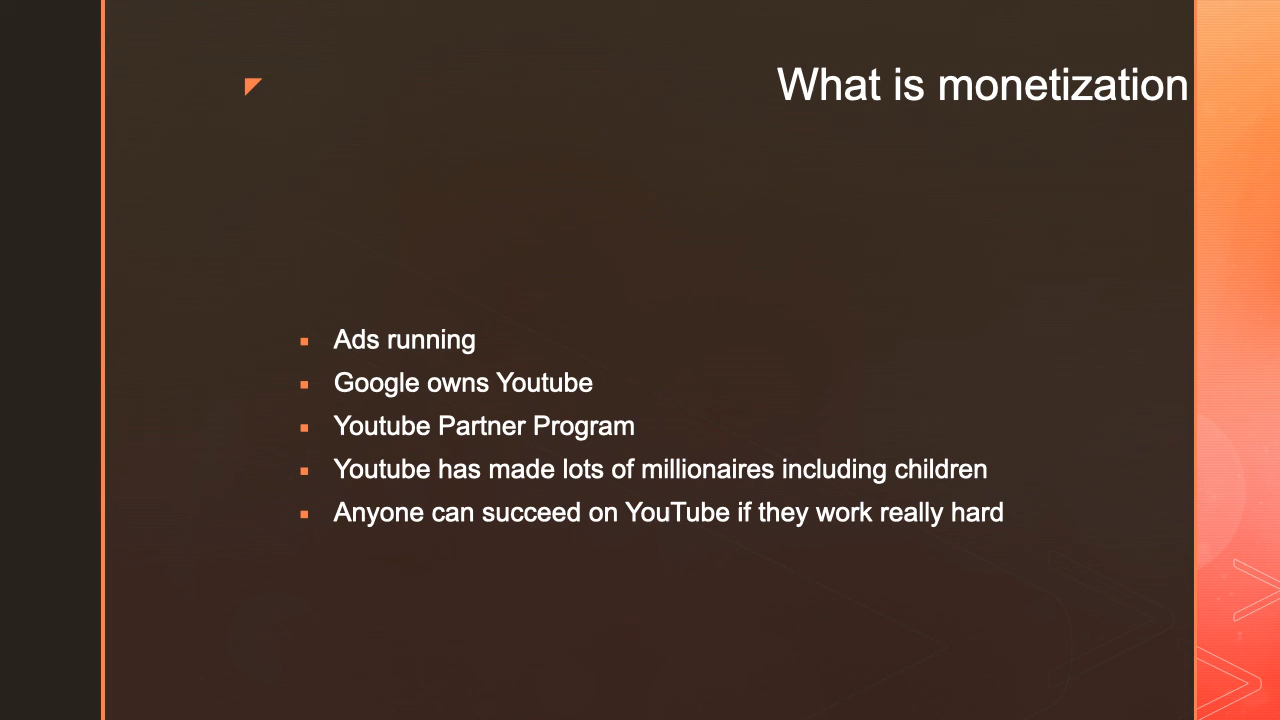 What is monetization
Ads running
Google owns Youtube
Youtube Partner Program
Youtube has made lots of millionaires including children
Anyone can succeed on YouTube if they work really hard